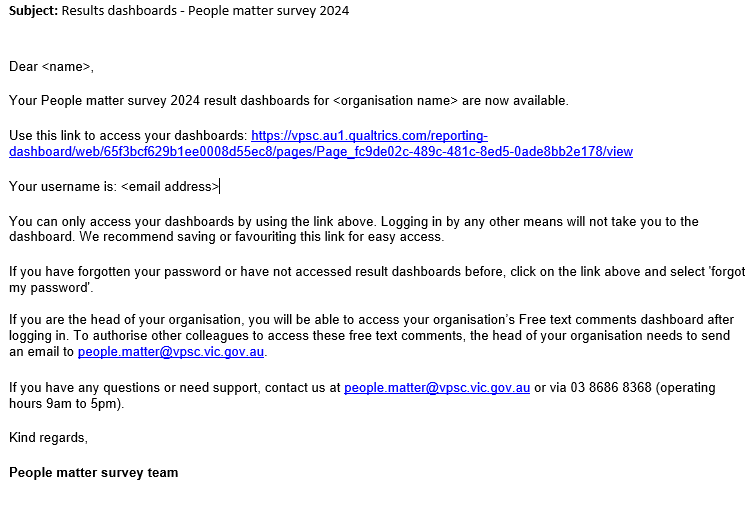 Subject: Results dashboards - People matter survey 2024
Dear <name>,
Your People matter survey 2024 result dashboards for <organisation name> are now available.
Use this link to access your dashboards: https://vpsc.au1.qualtrics.com/reporting-
dashboard/web/65f3bcf629b1ee0008d55ec8/pages/Page_fc9de02c-489c-481c-8ed5-0ade8bb2e178/view
Your username is: <email address>
You can only access your dashboards by using the link above. Logging in by any other means will not take you to the
dashboard. We recommend saving or favouriting this link for easy access.
If you have forgotten your password or have not accessed result dashboards before, click on the link above and select 'forgot
my password'.
If you are the head of your organisation, you will be able to access your organisation’s Free text comments dashboard after
logging in. To authorise other colleagues to access these free text comments, the head of your organisation needs to send
an email to people.matter@vpsc.vic.gov.au.
If you have any questions or need support, contact us at people.matter@vpsc.vic.gov.au or via 03 8686 8368 (operating
hours 9am to 5pm).
Kind regards,
People matter survey team